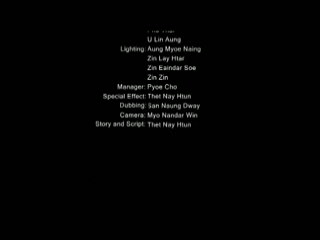 U Lin Aung
Lighting: Aung Myoe Naing
Zin Lay Htar
Zin Eaindar Soe
Zin Zin
Manager: Pyoe Cho
Special Effect: Thet Nay Htun
Dubbing: San Naung Dway
Camera: Myo Nandar Win
Story and Script: Thet Nay Htun